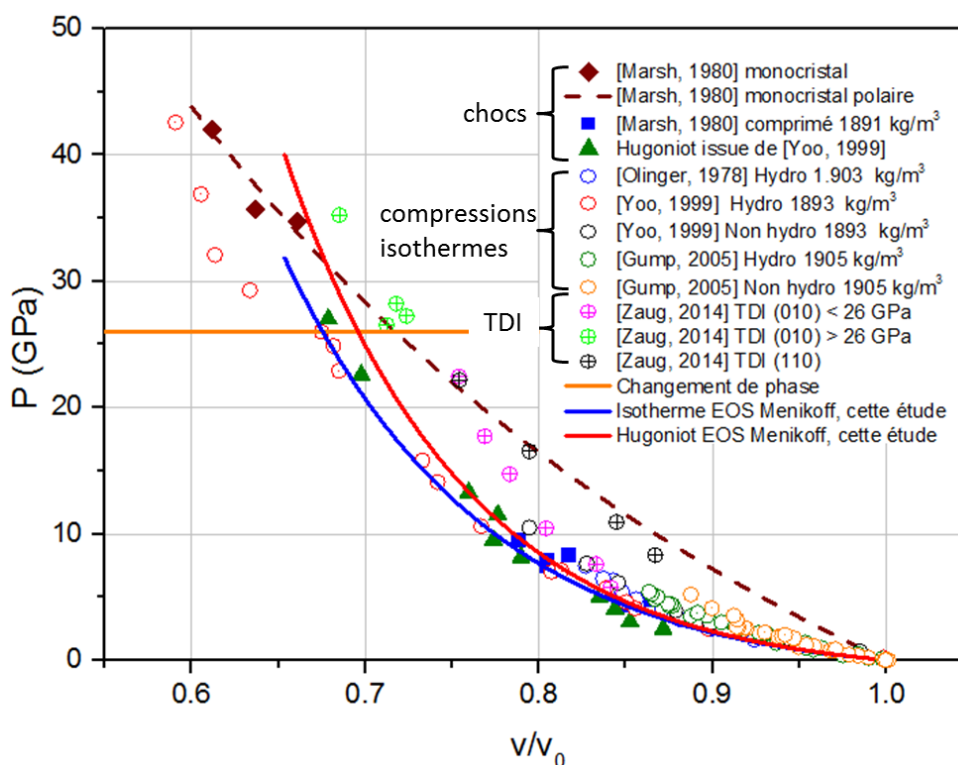 50
40
30
20
10
0
P (GPa)
0.6
0.7
0.8
0.9
1.0
v/v₀
chocs
[Marsh, 1980] monocristal
[Marsh, 1980] monocristal polaire
[Marsh, 1980] comprimé 1891 kg/m³
Hugoniot issue de [Yoo, 1999]
compressions
isothermes
[Olinger, 1978] Hydro 1.903 kg/m³
[Yoo, 1999] Hydro 1893 kg/m³
[Yoo, 1999] Non hydro 1893 kg/m³
[Gump, 2005] Hydro 1905 kg/m³
[Gump, 2005] Non hydro 1905 kg/m³
TDI
[Zaug, 2014] TDI (010) < 26 GPa
[Zaug, 2014] TDI (010) > 26 GPa
[Zaug, 2014] TDI (110)
Changement de phase
Isotherme EOS Menikoff, cette étude
Hugoniot EOS Menikoff, cette étude